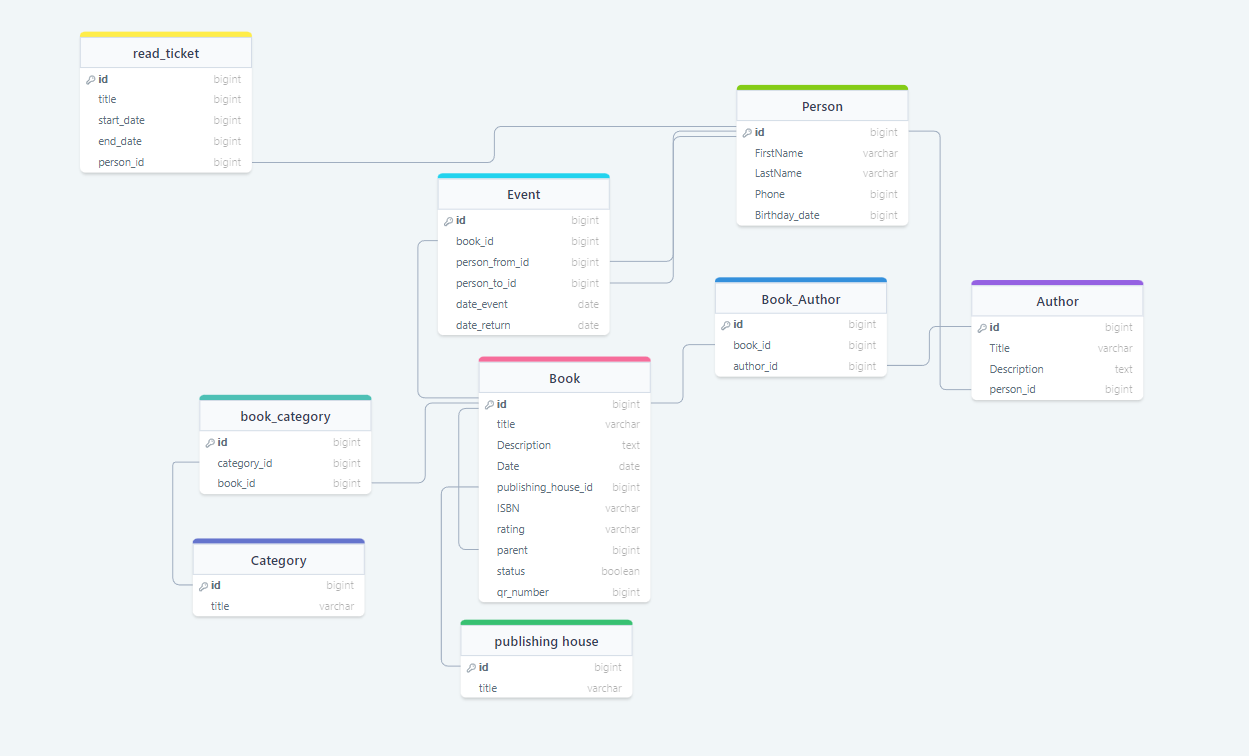 read_ticket
id bigint
title bigint
start_date bigint
end_date bigint
person_id bigint
Person
id bigint
FirstName varchar
LastName varchar
Phone bigint
Birthday_date bigint
Event
id bigint
book_id bigint
person_from_id bigint
person_to_id bigint
date_event date
date_return date
Book_Author
id bigint
book_id bigint
author_id bigint
Author
id bigint
Title varchar
Description text
person_id bigint
Book
id bigint
title varchar
Description text
Date date
publishing_house_id bigint
ISBN varchar
rating varchar
parent bigint
status boolean
qr_number bigint
book_category
id bigint
category_id bigint
book_id bigint
Category
id bigint
title varchar
publishing house
id bigint
title varchar